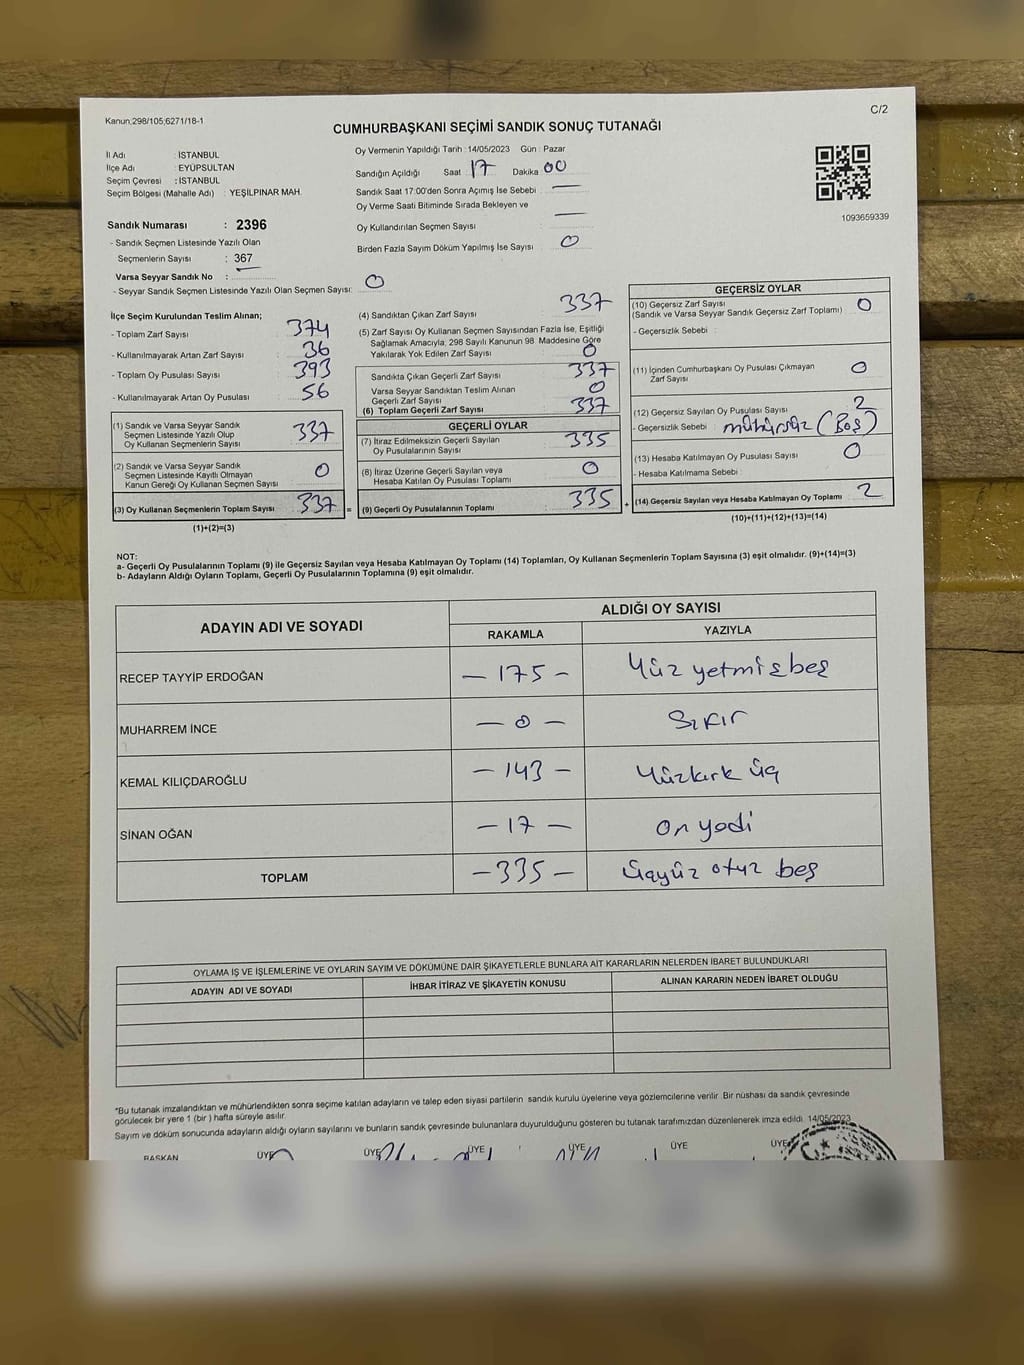 Kanun:298/105;6271/18-1
C/2
CUMHURBAŞKANI SEÇİMİ SANDIK SONUÇ TUTANAĞI
İl Adı : İSTANBUL
İlçe Adı : EYÜPSULTAN
Seçim Çevresi : İSTANBUL
Seçim Bölgesi (Mahalle Adı) : YEŞİLPINAR MAH.
Sandık Numarası : 2396
- Sandık Seçmen Listesinde Yazılı Olan
Seçmenlerin Sayısı : 367
Varsa Seyyar Sandık No :
- Seyyar Sandık Seçmen Listesinde Yazılı Olan Seçmen Sayısı: 0
Oy Vermenin Yapıldığı Tarih : 14/05/2023 Gün : Pazar
Sandığın Açıldığı Saat 17 Dakika 00
Sandık Saat 17:00'den Sonra Açımış İse Sebebi —
Oy Verme Saati Bitiminde Sırada Bekleyen ve
Oy Kullandırılan Seçmen Sayısı —
Birden Fazla Sayım Döküm Yapılmış İse Sayısı 0
1093659339
İlçe Seçim Kurulundan Teslim Alınan;
- Toplam Zarf Sayısı 374
- Kullanılmayarak Artan Zarf Sayısı 36
- Toplam Oy Pusulası Sayısı 393
- Kullanılmayarak Artan Oy Pusulası 56
(1) Sandık ve Varsa Seyyar Sandık
Seçmen Listesinde Yazılı Olup
Oy Kullanan Seçmenlerin Sayısı 337
(2) Sandık ve Varsa Seyyar Sandık
Seçmen Listesinde Kayıtlı Olmayan
Kanun Gereği Oy Kullanan Seçmen Sayısı 0
(3) Oy Kullanan Seçmenlerin Toplam Sayısı 337 =
(1)+(2)=(3)
(4) Sandıktan Çıkan Zarf Sayısı 337
(5) Zarf Sayısı Oy Kullanan Seçmen Sayısından Fazla İse, Eşitliği
Sağlamak Amacıyla, 298 Sayılı Kanunun 98. Maddesine Göre
Yakılarak Yok Edilen Zarf Sayısı 0
Sandıkta Çıkan Geçerli Zarf Sayısı 337
Varsa Seyyar Sandıktan Teslim Alınan
Geçerli Zarf Sayısı 0
(6) Toplam Geçerli Zarf Sayısı 337
GEÇERLİ OYLAR
(7) İtiraz Edilmeksizin Geçerli Sayılan
Oy Pusulalarının Sayısı 335
(8) İtiraz Üzerine Geçerli Sayılan veya
Hesaba Katılan Oy Pusulası Toplamı 0
(9) Geçerli Oy Pusulalarının Toplamı 335 +
GEÇERSİZ OYLAR
(10) Geçersiz Zarf Sayısı
(Sandık ve Varsa Seyyar Sandık Geçersiz Zarf Toplamı) 0
- Geçersizlik Sebebi :
(11) İçinden Cumhurbaşkanı Oy Pusulası Çıkmayan
Zarf Sayısı 0
(12) Geçersiz Sayılan Oy Pusulası Sayısı 2
- Geçersizlik Sebebi : mühürsüz (Boş)
(13) Hesaba Katılmayan Oy Pusulası Sayısı 0
- Hesaba Katılmama Sebebi
(14) Geçersiz Sayılan veya Hesaba Katılmayan Oy Toplamı 2
(10)+(11)+(12)+(13)=(14)
NOT:
a- Geçerli Oy Pusulalarının Toplamı (9) ile Geçersiz Sayılan veya Hesaba Katılmayan Oy Toplamı (14) Toplamları, Oy Kullanan Seçmenlerin Toplam Sayısına (3) eşit olmalıdır. (9)+(14)=(3)
b- Adayların Aldığı Oyların Toplamı, Geçerli Oy Pusulalarının Toplamına (9) eşit olmalıdır.
ADAYIN ADI VE SOYADI ALDIĞI OY SAYISI
RAKAMLA YAZIYLA
RECEP TAYYİP ERDOĞAN — 175 — Yüz yetmişbeş
MUHARREM İNCE — 0 — Sıfır
KEMAL KILIÇDAROĞLU — 143 — Yüzkırk üç
SİNAN OĞAN — 17 — on yedi
TOPLAM — 335 — üçyüz otuz beş
OYLAMA İŞ VE İŞLEMLERİNE VE OYLARIN SAYIM VE DÖKÜMÜNE DAİR ŞİKAYETLERLE BUNLARA AİT KARARLARIN NELERDEN İBARET BULUNDUKLARI
ADAYIN ADI VE SOYADI İHBAR İTİRAZ VE ŞİKAYETİN KONUSU ALINAN KARARIN NEDEN İBARET OLDUĞU
*Bu tutanak imzalandıktan ve mühürlendikten sonra seçime katılan adayların ve talep eden siyasi partilerin sandık kurulu üyelerine veya gözlemcilerine verilir. Bir nüshası da sandık çevresinde
görülecek bir yere 1 (bir) hafta süreyle asılır.
Sayım ve döküm sonucunda adayların aldığı oyların sayılarını ve bunların sandık çevresinde bulunanlara duyurulduğunu gösteren bu tutanak tarafımızdan düzenlenerek imza edildi. 14/05/2023
BAŞKAN ÜYE ÜYE ÜYE ÜYE ÜYE ÜYE